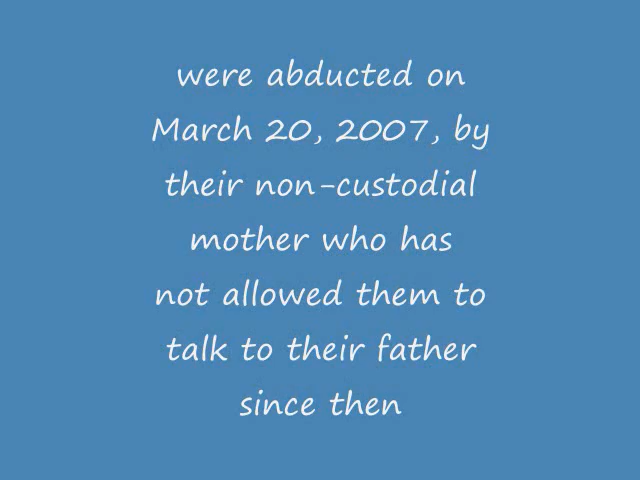 were abducted on
March 20, 2007, by
their non-custodial
mother who has
not allowed them to
talk to their father
since then